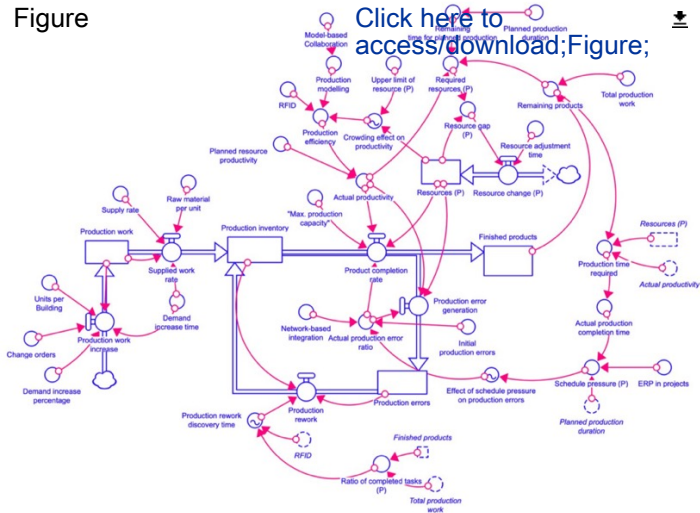 Figure
Click here to
access/download;Figure;
Model-based
Collaboration
Remaining
time for planned production
Planned production
duration
Production
modelling
Upper limit of
resource (P)
Required
resources (P)
Remaining products
Total production
work
RFID
Production
efficiency
Crowding effect on
productivity
Resource gap
(P)
Resource adjustment
time
Planned resource
productivity
Actual productivity
Resources (P)
Resource change (P)
Supply rate
Raw material
per unit
"Max. production
capacity"
Production work
Production inventory
Finished products
Resources (P)
Supplied work
rate
Product completion
rate
Production time
required
Actual productivity
Units per
Building
Demand
increase time
Production error
generation
Network-based
integration
Actual production error
ratio
Initial
production errors
Actual production
completion time
Change orders
Production work
increase
Demand increase
percentage
Production errors
Effect of schedule pressure
on production errors
Schedule pressure (P)
ERP in projects
Production rework
discovery time
Production
rework
Planned production
duration
RFID
Finished products
Ratio of completed tasks
(P)
Total production
work